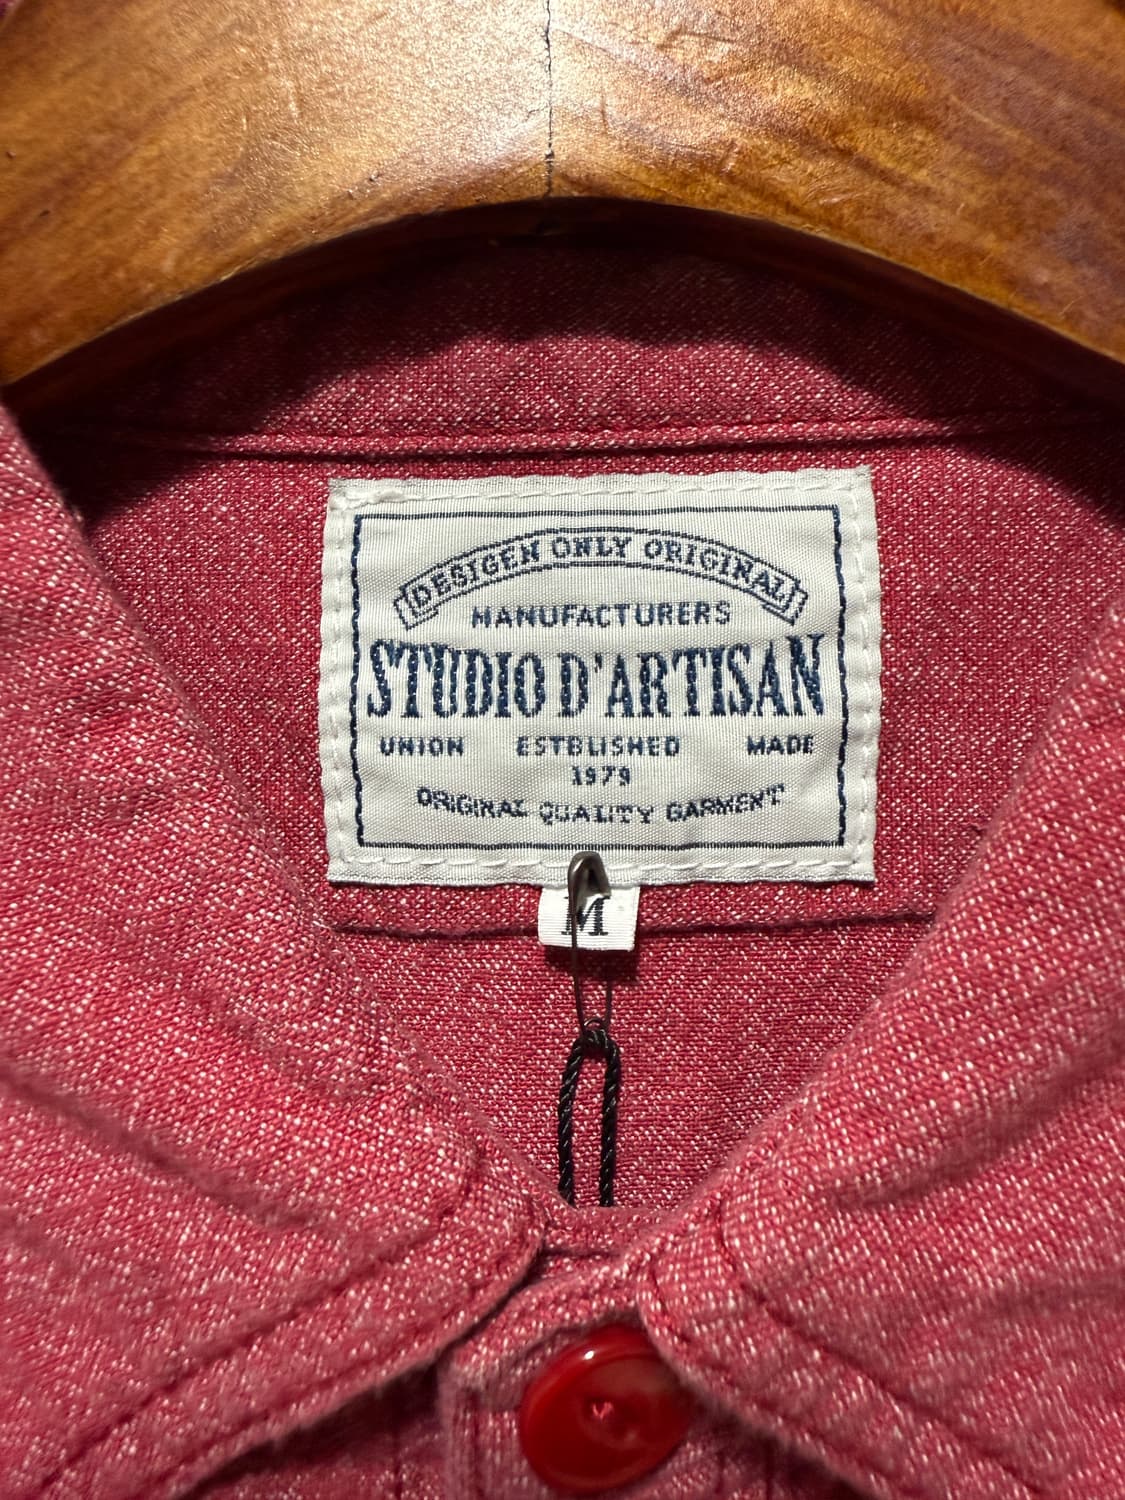 DESIGEN ONLY ORIGINAL
MANUFACTURERS
STUDIO D'ARTISAN
UNION ESTBLISHED MADE
1979
ORIGINAL QUALITY GARMENT
M